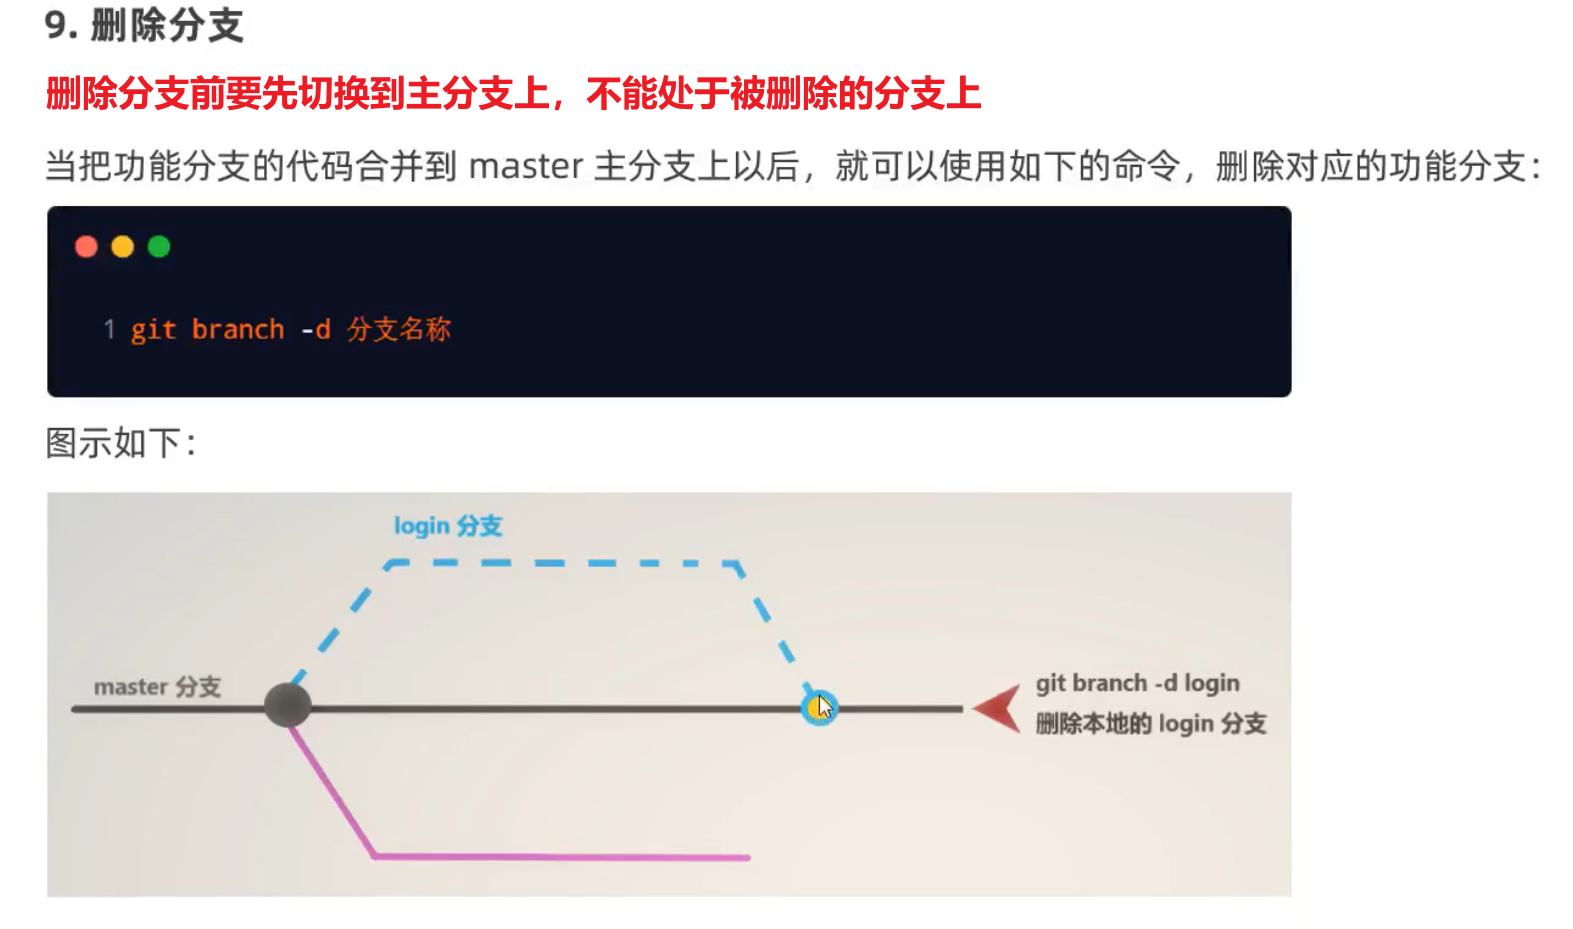 9. 删除分支
删除分支前要先切换到主分支上，不能处于被删除的分支上
当把功能分支的代码合并到 master 主分支上以后，就可以使用如下的命令，删除对应的功能分支：
1 git branch -d 分支名称
图示如下：
login 分支
master 分支
git branch -d login
删除本地的 login 分支